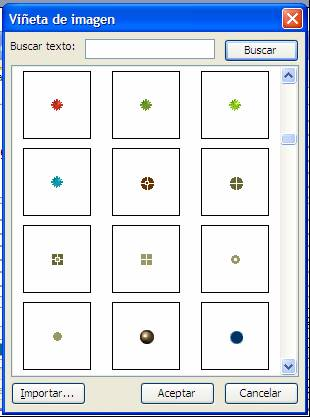 Viñeta de imagen
Buscar texto:
Buscar
Importar...
Aceptar
Cancelar